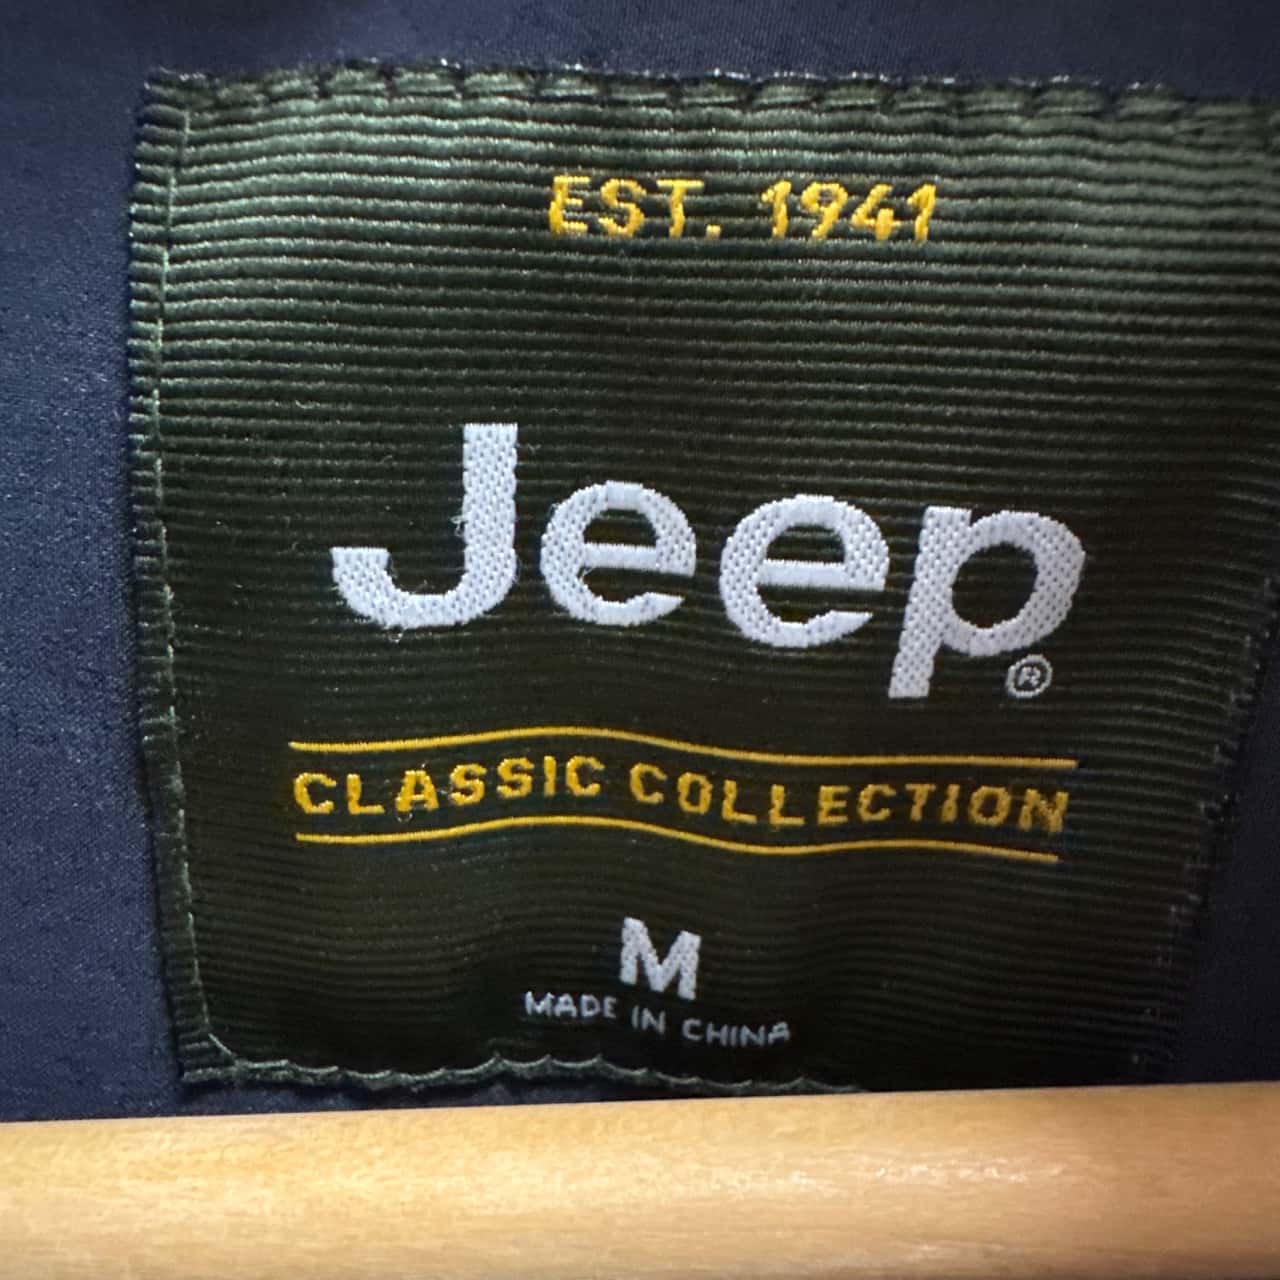 EST. 1941
Jeep®
CLASSIC COLLECTION
M
MADE IN CHINA